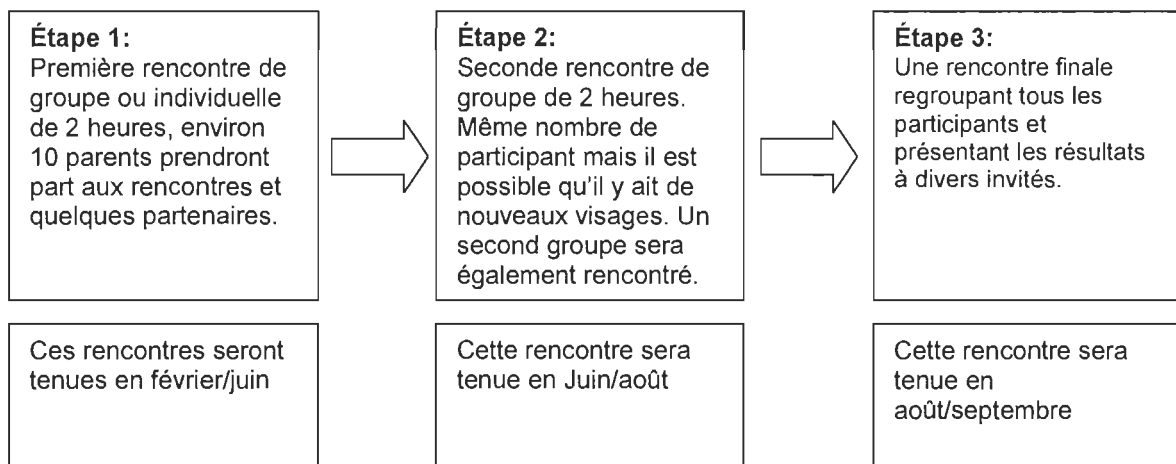 Étape 1:
Première rencontre de
groupe ou individuelle
de 2 heures, environ
10 parents prendront
part aux rencontres et
quelques partenaires.
Étape 2:
Seconde rencontre de
groupe de 2 heures.
Même nombre de
participant mais il est
possible qu'il y ait de
nouveaux visages. Un
second groupe sera
également rencontré.
Étape 3:
Une rencontre finale
regroupant tous les
participants et
présentant les résultats
à divers invités.
Ces rencontres seront
tenues en février/juin
Cette rencontre sera
tenue en Juin/août
Cette rencontre sera
tenue en
août/septembre